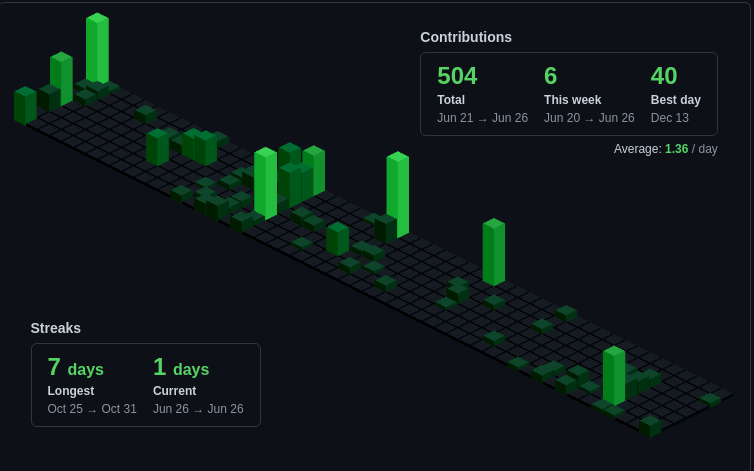 Contributions
504 6 40
Total This week Best day
Jun 21 → Jun 26 Jun 20 → Jun 26 Dec 13
Average: 1.36 / day
Streaks
7 days 1 days
Longest Current
Oct 25 → Oct 31 Jun 26 → Jun 26